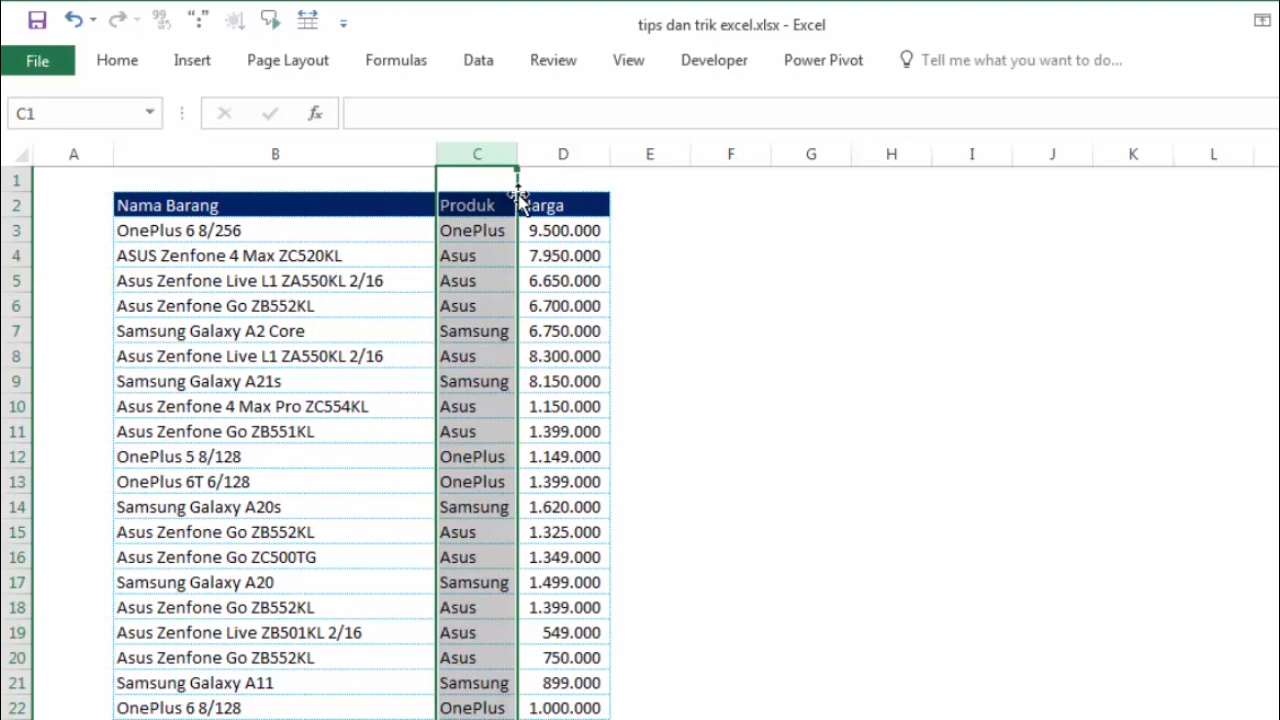 tips dan trik excel.xlsx - Excel
File Home Insert Page Layout Formulas Data Review View Developer Power Pivot Tell me what you want to do...
C1 fx
A B C D E F G H I J K L
1
2 Nama Barang Produk arga
3 OnePlus 6 8/256 OnePlus 9.500.000
4 ASUS Zenfone 4 Max ZC520KL Asus 7.950.000
5 Asus Zenfone Live L1 ZA550KL 2/16 Asus 6.650.000
6 Asus Zenfone Go ZB552KL Asus 6.700.000
7 Samsung Galaxy A2 Core Samsung 6.750.000
8 Asus Zenfone Live L1 ZA550KL 2/16 Asus 8.300.000
9 Samsung Galaxy A21s Samsung 8.150.000
10 Asus Zenfone 4 Max Pro ZC554KL Asus 1.150.000
11 Asus Zenfone Go ZB551KL Asus 1.399.000
12 OnePlus 5 8/128 OnePlus 1.149.000
13 OnePlus 6T 6/128 OnePlus 1.399.000
14 Samsung Galaxy A20s Samsung 1.620.000
15 Asus Zenfone Go ZB552KL Asus 1.325.000
16 Asus Zenfone Go ZC500TG Asus 1.349.000
17 Samsung Galaxy A20 Samsung 1.499.000
18 Asus Zenfone Go ZB552KL Asus 1.399.000
19 Asus Zenfone Live ZB501KL 2/16 Asus 549.000
20 Asus Zenfone Go ZB552KL Asus 750.000
21 Samsung Galaxy A11 Samsung 899.000
22 OnePlus 6 8/128 OnePlus 1.000.000